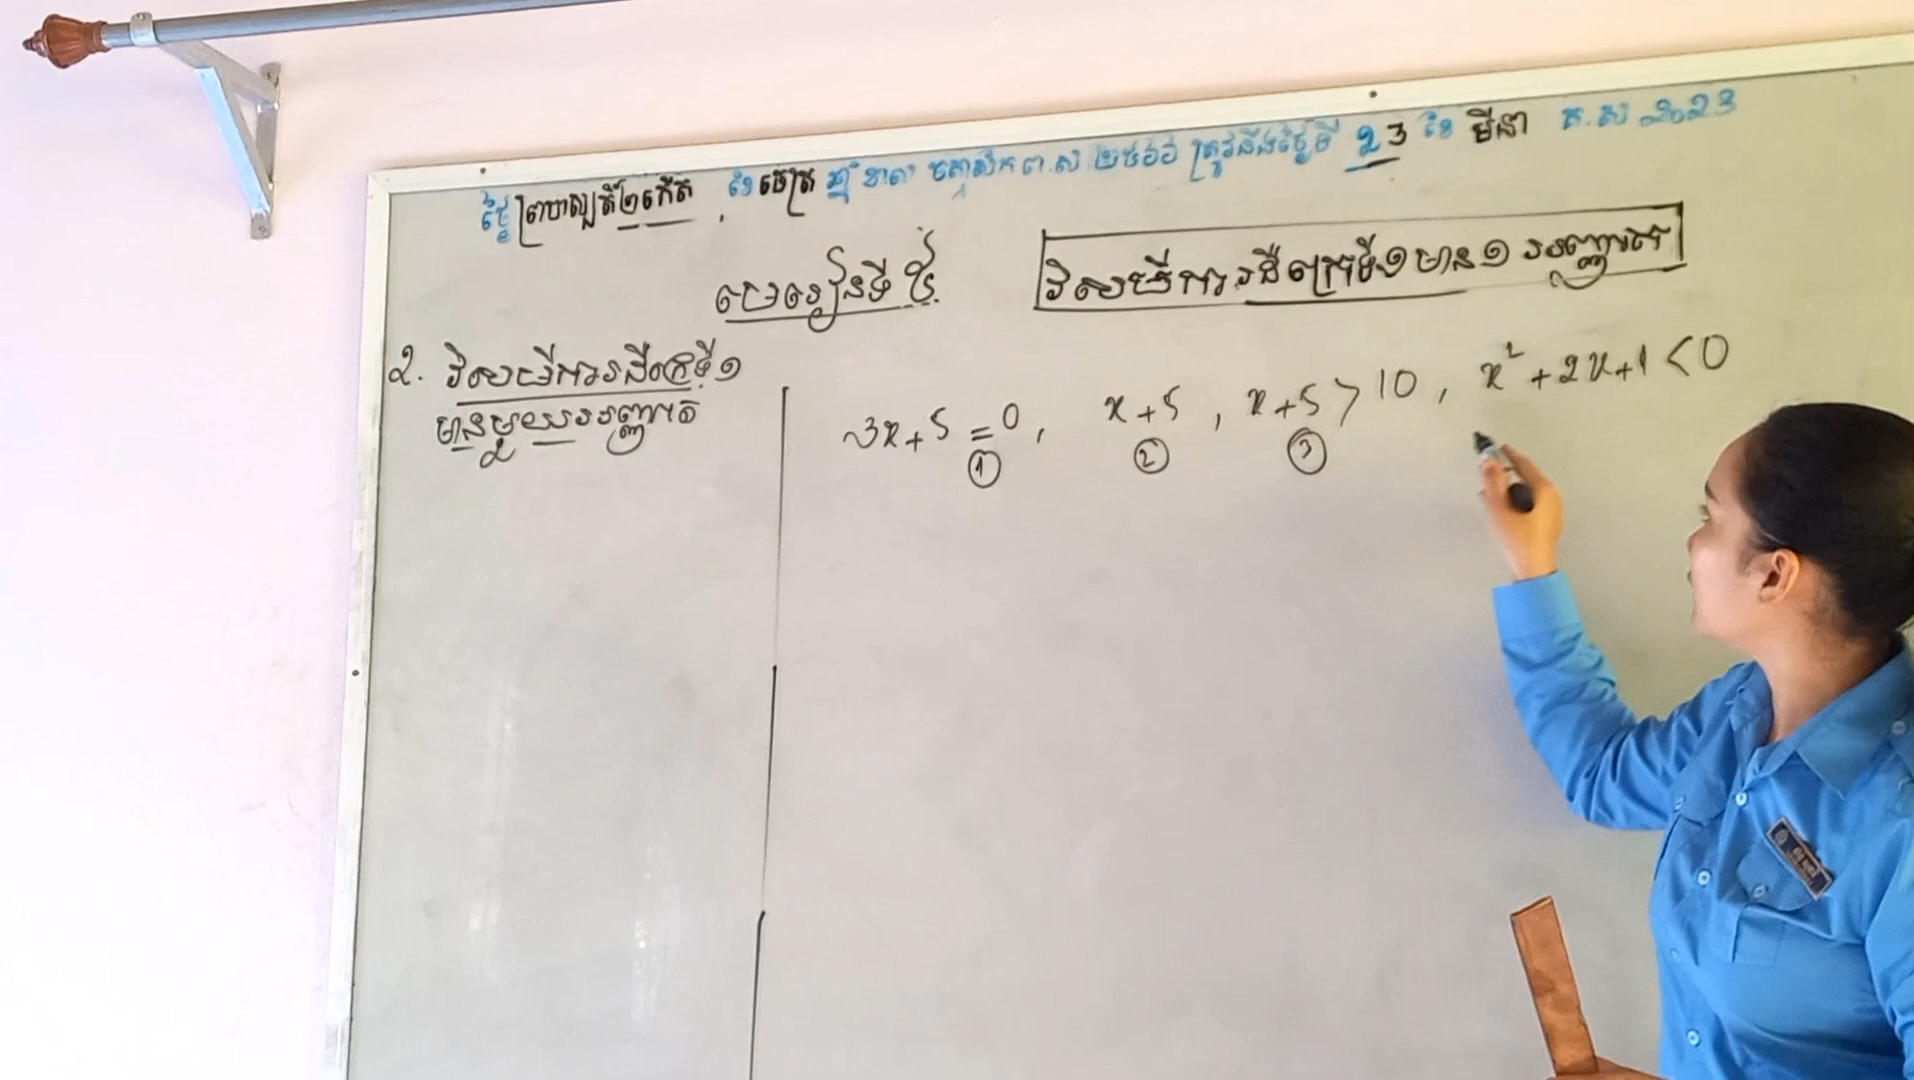 ថ្ងៃ ព្រហស្បតិ៍ ២កើត ខែចេត្រ ឆ្នាំ ខាល ចត្វាស័ក ព.ស ២៥៦៦ ត្រូវនឹងថ្ងៃទី 23 ខែ មីនា គ.ស 2023
មេរៀនទី ៥
វិសមីការដឺក្រេទី១មាន១ អញ្ញាត
2. វិសមីការដឺក្រេទី១
មានមួយអញ្ញាត
3x+5=0, x+5, x+5>10, x²+2x+1<0
① ② ③